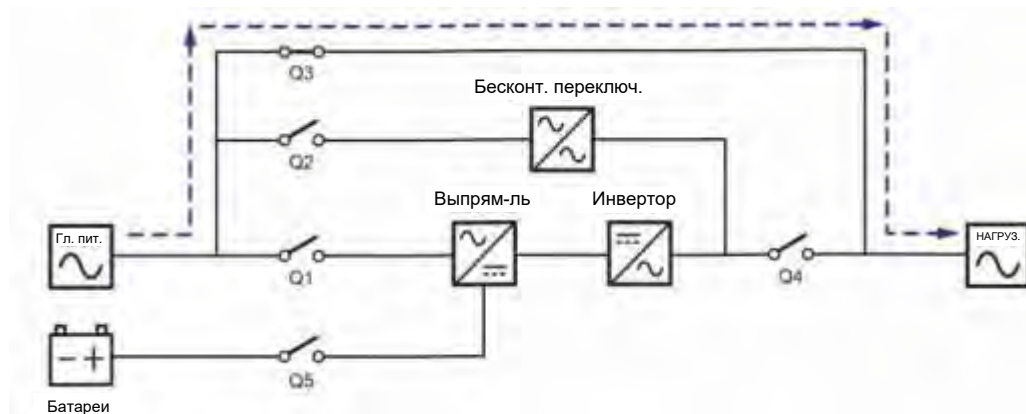 Q3
Бесконт. переключ.
Q2
Выпрям-ль
Инвертор
Гл. пит.
НАГРУЗ.
Q1
Q4
Q5
Батареи